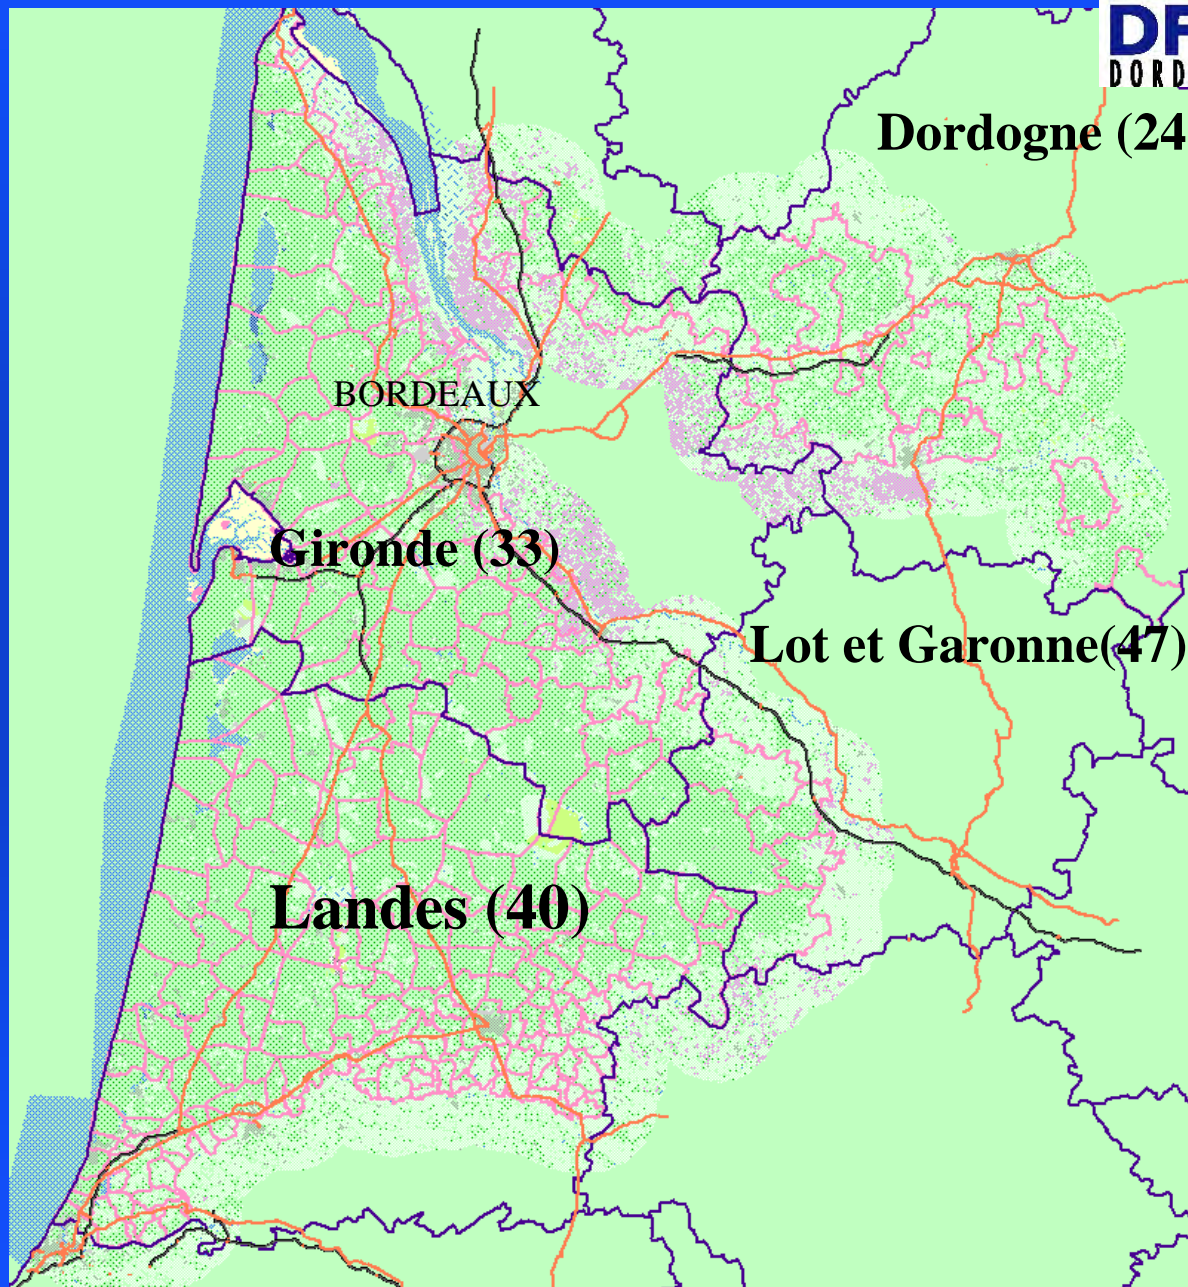 DF
DORD
Dordogne (24
BORDEAUX
Gironde (33)
Lot et Garonne(47)
Landes (40)